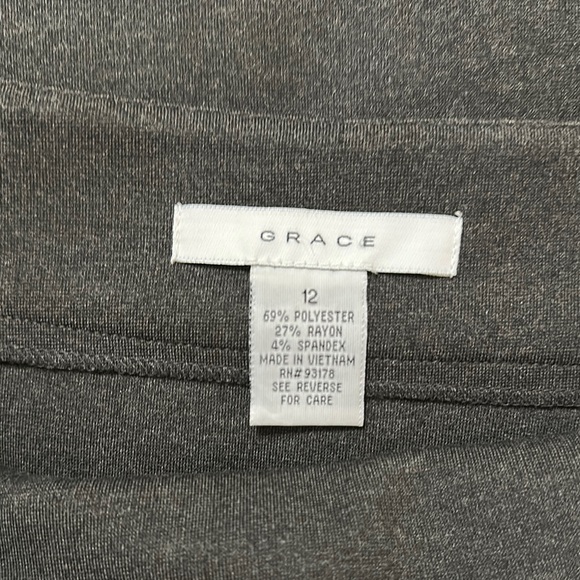 GRACE
12
69% POLYESTER
27% RAYON
4% SPANDEX
MADE IN VIETNAM
RN# 93178
SEE REVERSE
FOR CARE